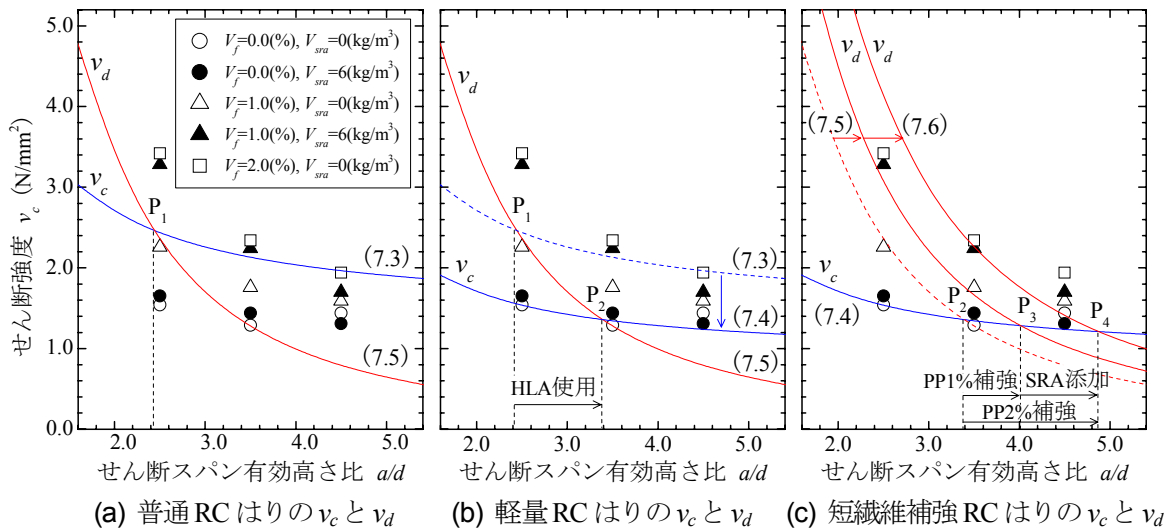 せん断強度 v_c (N/mm²)
5.0
4.0
3.0
2.0
1.0
0.0
V_f=0.0(%), V_sra=0(kg/m³)
V_f=0.0(%), V_sra=6(kg/m³)
V_f=1.0(%), V_sra=0(kg/m³)
V_f=1.0(%), V_sra=6(kg/m³)
V_f=2.0(%), V_sra=0(kg/m³)
v_d
v_c
P₁
(7.3)
(7.5)
2.0 3.0 4.0 5.0
せん断スパン有効高さ比 a/d
(a) 普通RCはりのv_cとv_d
v_d
P₁
v_c
(7.3)
P₂
(7.4)
(7.5)
HLA使用
2.0 3.0 4.0 5.0
せん断スパン有効高さ比 a/d
(b) 軽量RCはりのv_cとv_d
v_d v_d
(7.5) (7.6)
v_c
(7.4)
P₂ P₃ P₄
PP1%補強 SRA添加
PP2%補強
2.0 3.0 4.0 5.0
せん断スパン有効高さ比 a/d
(c) 短繊維補強RCはりのv_cとv_d